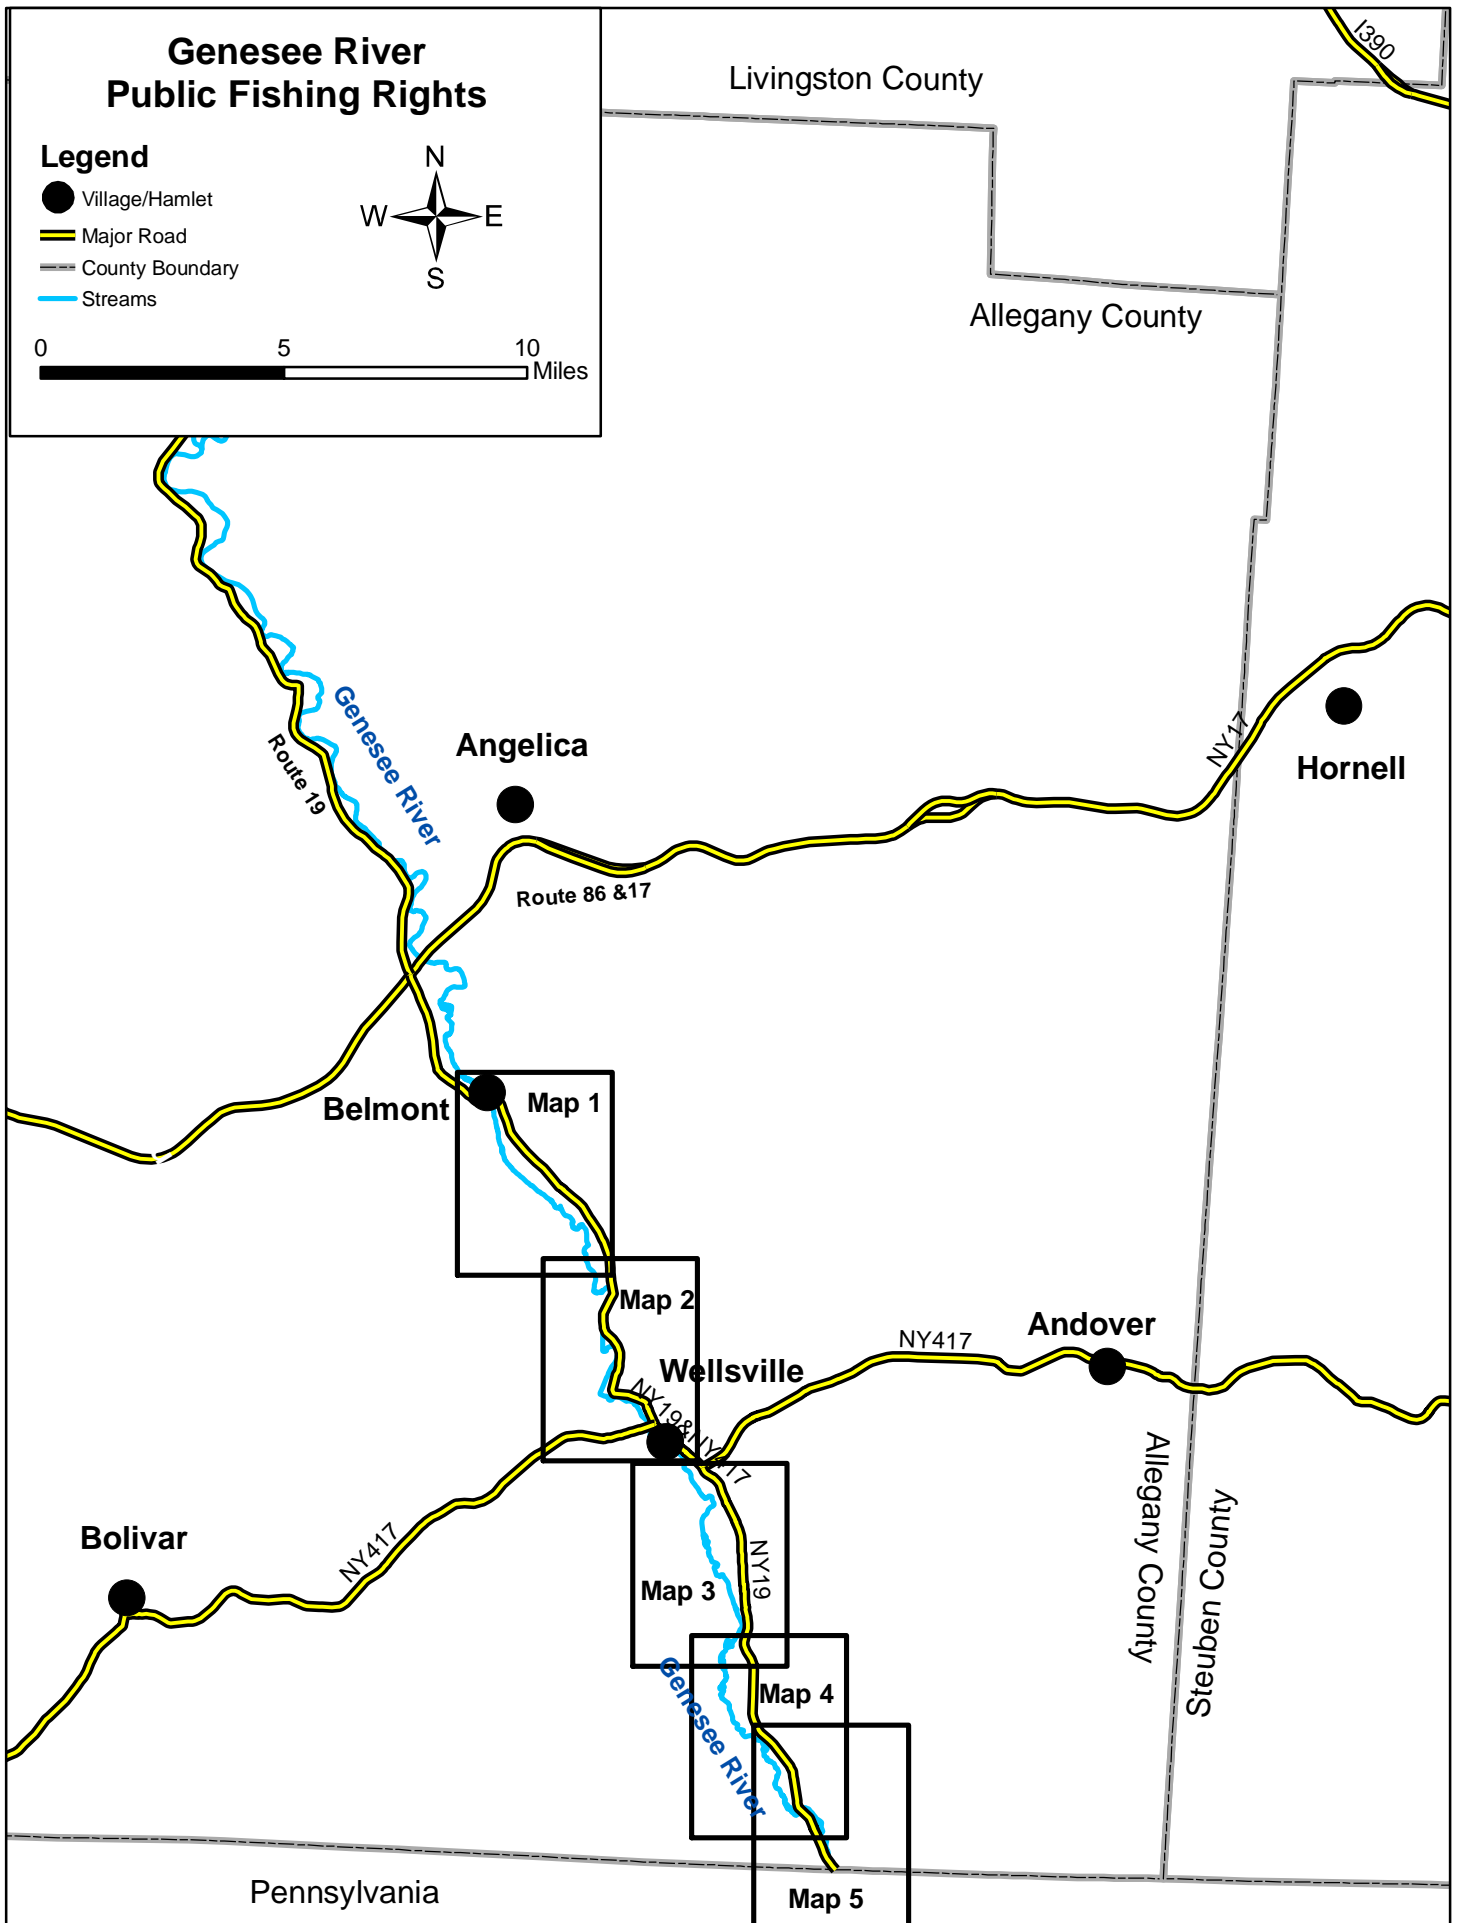 Genesee River
Public Fishing Rights
Legend
Village/Hamlet
Major Road
County Boundary
Streams
N
W
E
S
0
5
10
Miles
I390
Livingston County
Allegany County
Genesee River
Route 19
Angelica
Route 86 &17
NY17
Hornell
Belmont
Map 1
Map 2
Wellsville
NY19&NY417
NY417
Andover
Bolivar
NY417
Map 3
NY19
Allegany County
Steuben County
Genesee River
Map 4
Map 5
Pennsylvania